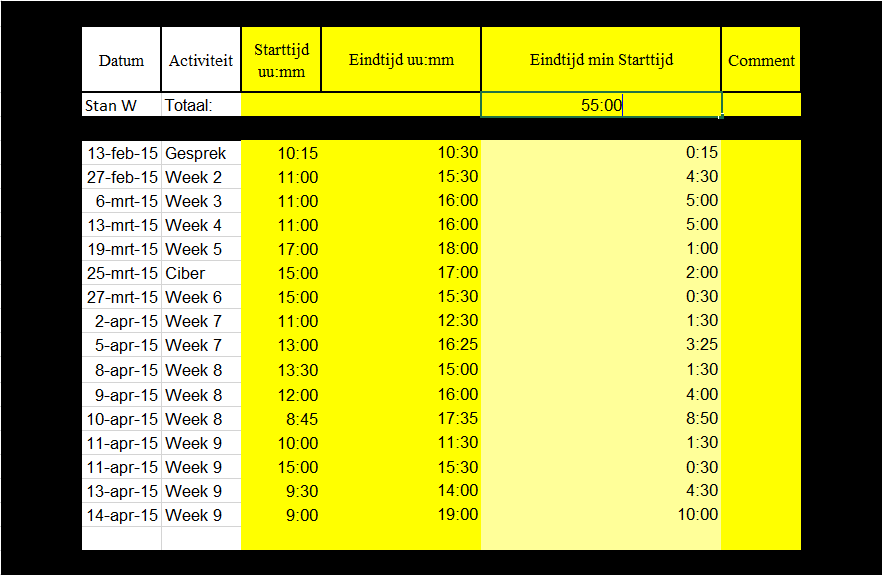 Datum Activiteit Starttijd uu:mm Eindtijd uu:mm Eindtijd min Starttijd Comment
Stan W Totaal: 55:00
13-feb-15 Gesprek 10:15 10:30 0:15
27-feb-15 Week 2 11:00 15:30 4:30
6-mrt-15 Week 3 11:00 16:00 5:00
13-mrt-15 Week 4 11:00 16:00 5:00
19-mrt-15 Week 5 17:00 18:00 1:00
25-mrt-15 Ciber 15:00 17:00 2:00
27-mrt-15 Week 6 15:00 15:30 0:30
2-apr-15 Week 7 11:00 12:30 1:30
5-apr-15 Week 7 13:00 16:25 3:25
8-apr-15 Week 8 13:30 15:00 1:30
9-apr-15 Week 8 12:00 16:00 4:00
10-apr-15 Week 8 8:45 17:35 8:50
11-apr-15 Week 9 10:00 11:30 1:30
11-apr-15 Week 9 15:00 15:30 0:30
13-apr-15 Week 9 9:30 14:00 4:30
14-apr-15 Week 9 9:00 19:00 10:00